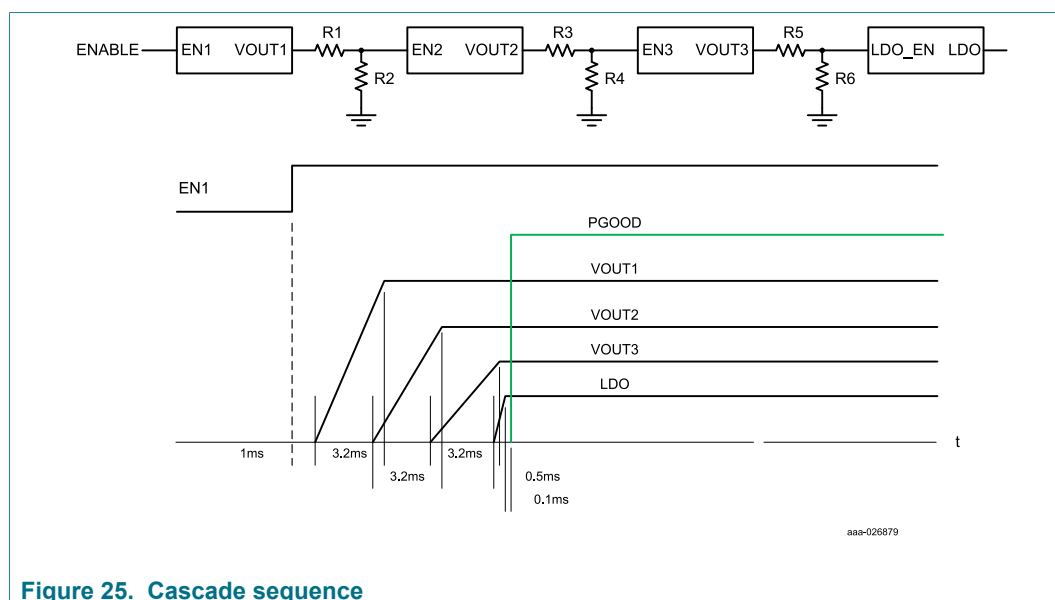 R1 R3 R5
ENABLE EN1 VOUT1 EN2 VOUT2 EN3 VOUT3 LDO_EN LDO
R2 R4 R6
EN1
PGOOD
VOUT1
VOUT2
VOUT3
LDO
t
1ms 3.2ms 3.2ms
3.2ms 0.5ms
0.1ms
aaa-026879
Figure 25. Cascade sequence